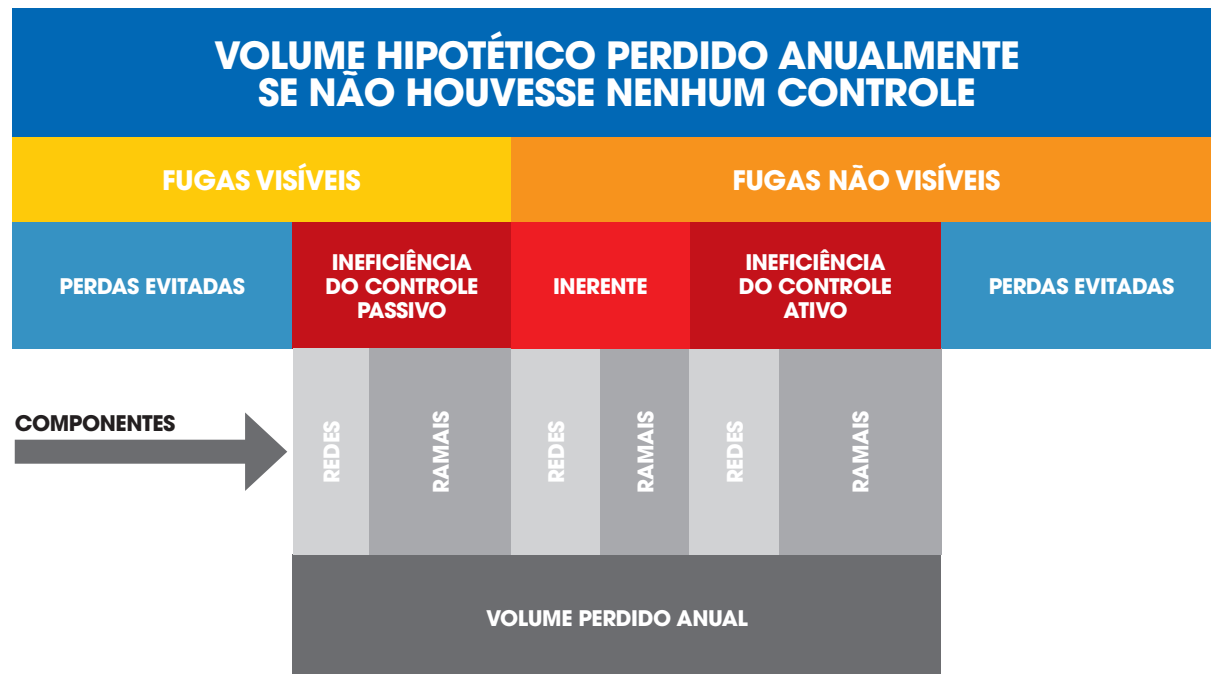 VOLUME HIPOTÉTICO PERDIDO ANUALMENTE
SE NÃO HOUVESSE NENHUM CONTROLE
FUGAS VISÍVEIS
FUGAS NÃO VISÍVEIS
PERDAS EVITADAS
INEFICIÊNCIA
DO CONTROLE
PASSIVO
INERENTE
INEFICIÊNCIA
DO CONTROLE
ATIVO
PERDAS EVITADAS
COMPONENTES
REDES
RAMAIS
REDES
RAMAIS
REDES
RAMAIS
VOLUME PERDIDO ANUAL